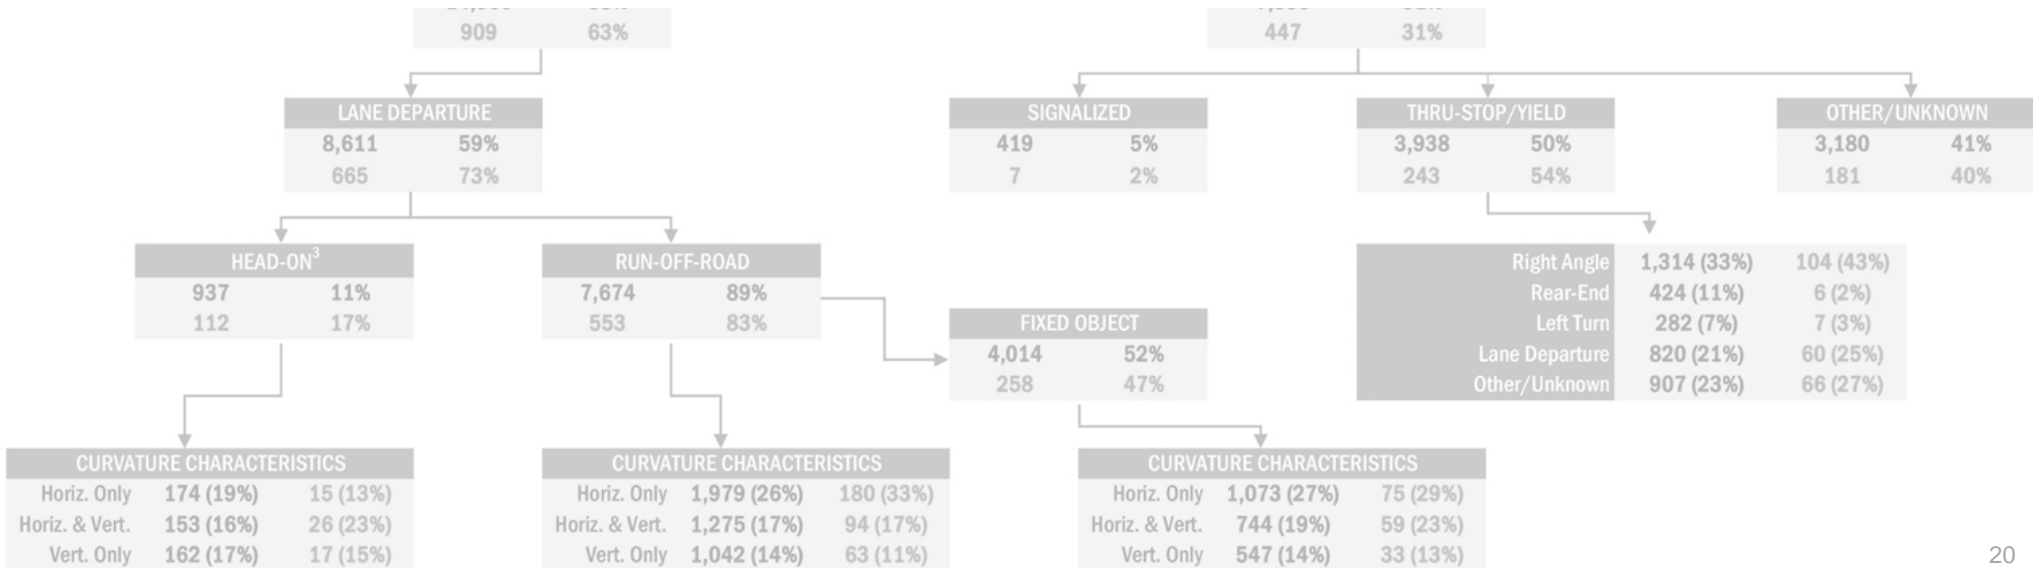 909 63%
447 31%
LANE DEPARTURE
8,611 59%
665 73%
SIGNALIZED
419 5%
7 2%
THRU-STOP/YIELD
3,938 50%
243 54%
OTHER/UNKNOWN
3,180 41%
181 40%
HEAD-ON³
937 11%
112 17%
RUN-OFF-ROAD
7,674 89%
553 83%
FIXED OBJECT
4,014 52%
258 47%
Right Angle 1,314 (33%) 104 (43%)
Rear-End 424 (11%) 6 (2%)
Left Turn 282 (7%) 7 (3%)
Lane Departure 820 (21%) 60 (25%)
Other/Unknown 907 (23%) 66 (27%)
CURVATURE CHARACTERISTICS
Horiz. Only 174 (19%) 15 (13%)
Horiz. & Vert. 153 (16%) 26 (23%)
Vert. Only 162 (17%) 17 (15%)
CURVATURE CHARACTERISTICS
Horiz. Only 1,979 (26%) 180 (33%)
Horiz. & Vert. 1,275 (17%) 94 (17%)
Vert. Only 1,042 (14%) 63 (11%)
CURVATURE CHARACTERISTICS
Horiz. Only 1,073 (27%) 75 (29%)
Horiz. & Vert. 744 (19%) 59 (23%)
Vert. Only 547 (14%) 33 (13%)
20